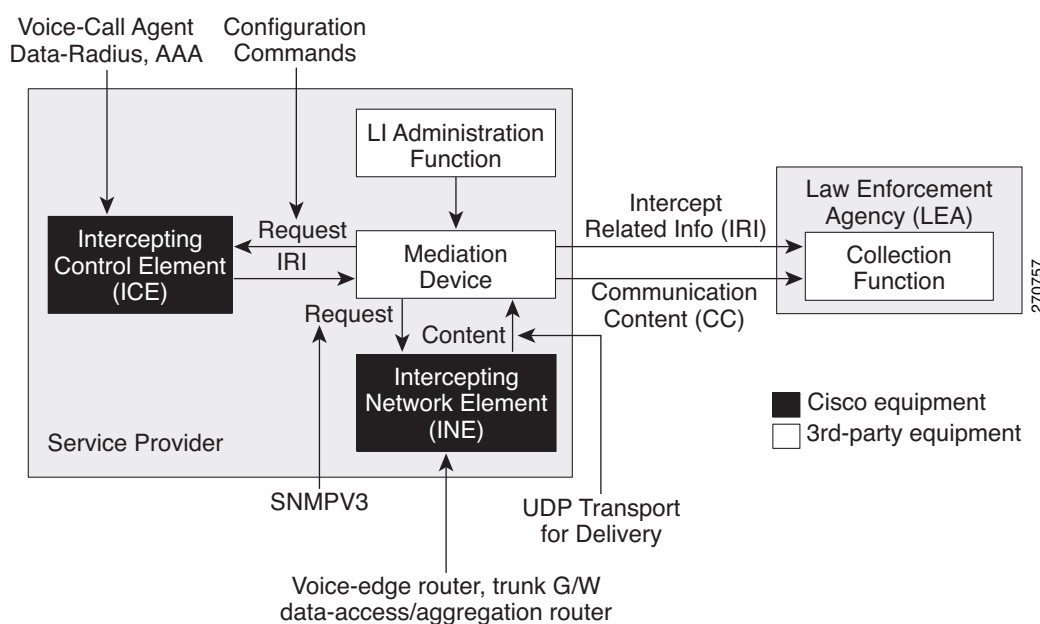 Voice-Call Agent
Data-Radius, AAA
Configuration
Commands
LI Administration
Function
Law Enforcement
Agency (LEA)
Collection
Function
Intercept
Related Info (IRI)
Communication
Content (CC)
Intercepting
Control Element
(ICE)
Request
IRI
Mediation
Device
Request
Content
Intercepting
Network Element
(INE)
Service Provider
Cisco equipment
3rd-party equipment
SNMPV3
UDP Transport
for Delivery
Voice-edge router, trunk G/W
data-access/aggregation router
270757